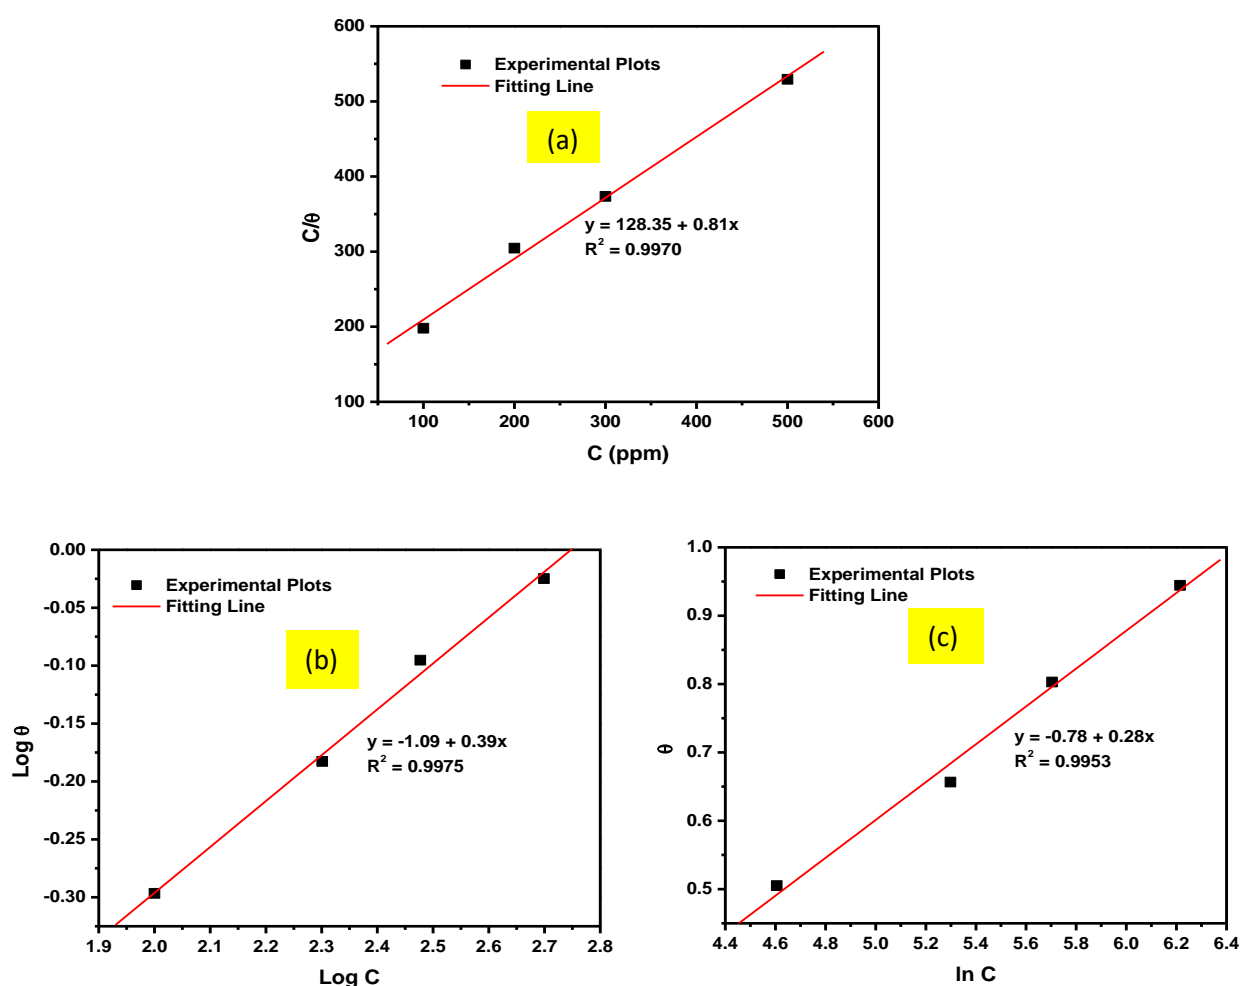 600
500
400
300
200
100
C/θ
Experimental Plots
Fitting Line
(a)
y = 128.35 + 0.81x
R² = 0.9970
100 200 300 400 500 600
C (ppm)
0.00
-0.05
-0.10
-0.15
-0.20
-0.25
-0.30
Log θ
Experimental Plots
Fitting Line
(b)
y = -1.09 + 0.39x
R² = 0.9975
1.9 2.0 2.1 2.2 2.3 2.4 2.5 2.6 2.7 2.8
Log C
1.0
0.9
0.8
0.7
0.6
0.5
θ
Experimental Plots
Fitting Line
(c)
y = -0.78 + 0.28x
R² = 0.9953
4.4 4.6 4.8 5.0 5.2 5.4 5.6 5.8 6.0 6.2 6.4
ln C